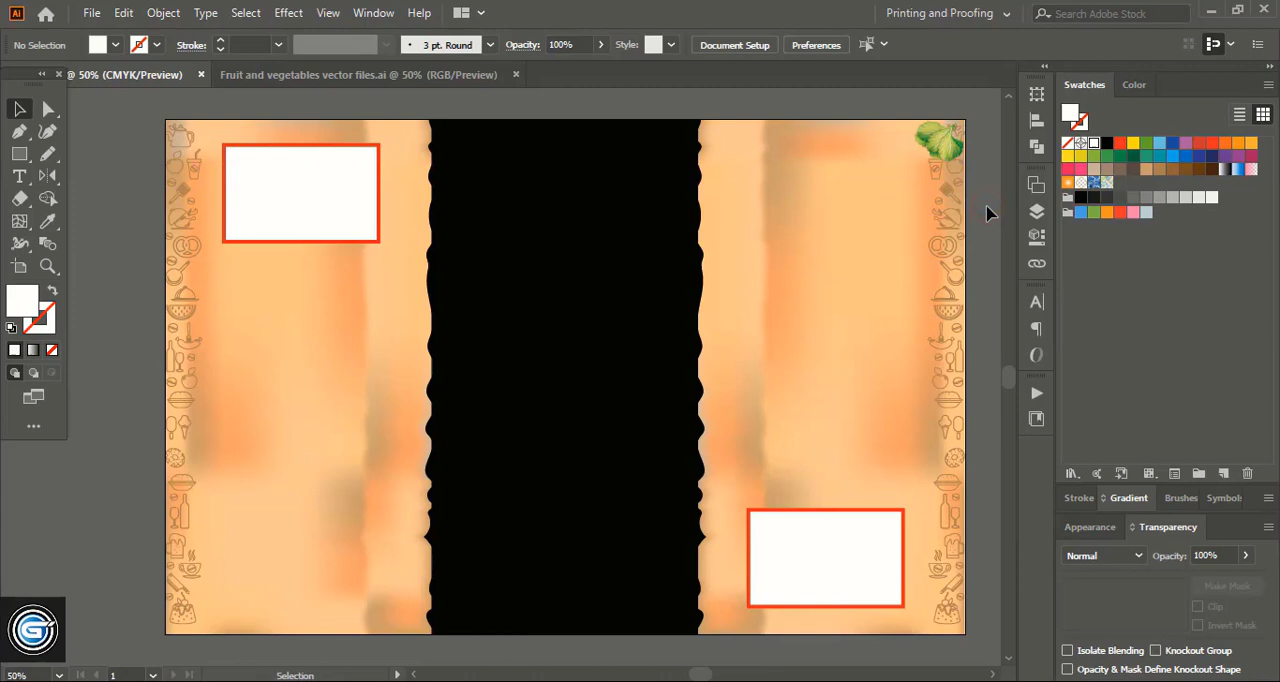 Ai
File Edit Object Type Select Effect View Window Help
Printing and Proofing
Search Adobe Stock
No Selection
Stroke:
3 pt. Round
Opacity: 100%
Style:
Document Setup
Preferences
@ 50% (CMYK/Preview) ×
Fruit and vegetables vector files.ai @ 50% (RGB/Preview) ×
Swatches Color
Stroke Gradient Brushes Symbols
Appearance Transparency
Normal Opacity: 100%
Make Mask
Clip
Invert Mask
Isolate Blending Knockout Group
Opacity & Mask Define Knockout Shape
50% 1 Selection